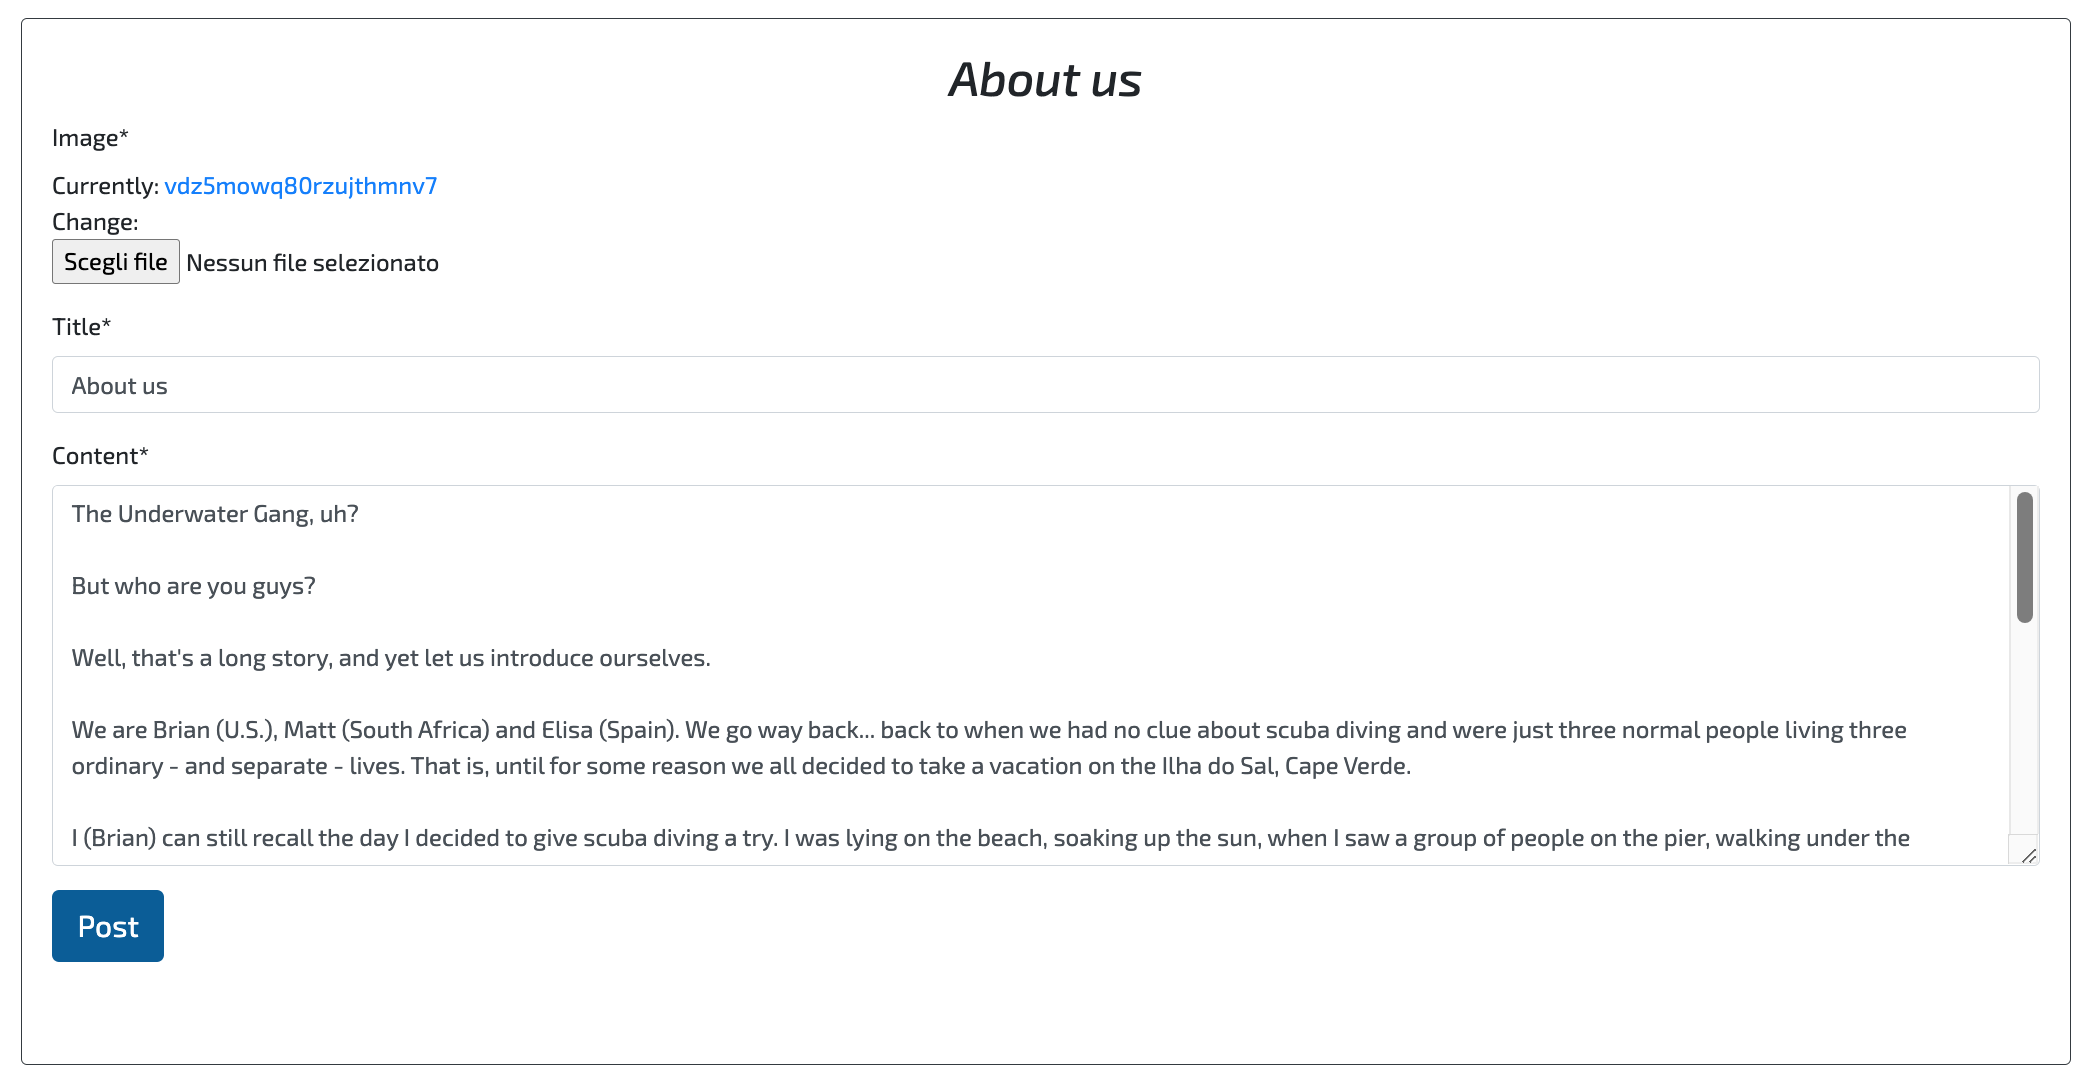 About us
Image*
Currently: vdz5mowq80rzujthmnv7
Change:
Scegli file Nessun file selezionato
Title*
About us
Content*
The Underwater Gang, uh?
But who are you guys?
Well, that's a long story, and yet let us introduce ourselves.
We are Brian (U.S.), Matt (South Africa) and Elisa (Spain). We go way back... back to when we had no clue about scuba diving and were just three normal people living three
ordinary - and separate - lives. That is, until for some reason we all decided to take a vacation on the Ilha do Sal, Cape Verde.
I (Brian) can still recall the day I decided to give scuba diving a try. I was lying on the beach, soaking up the sun, when I saw a group of people on the pier, walking under the
Post